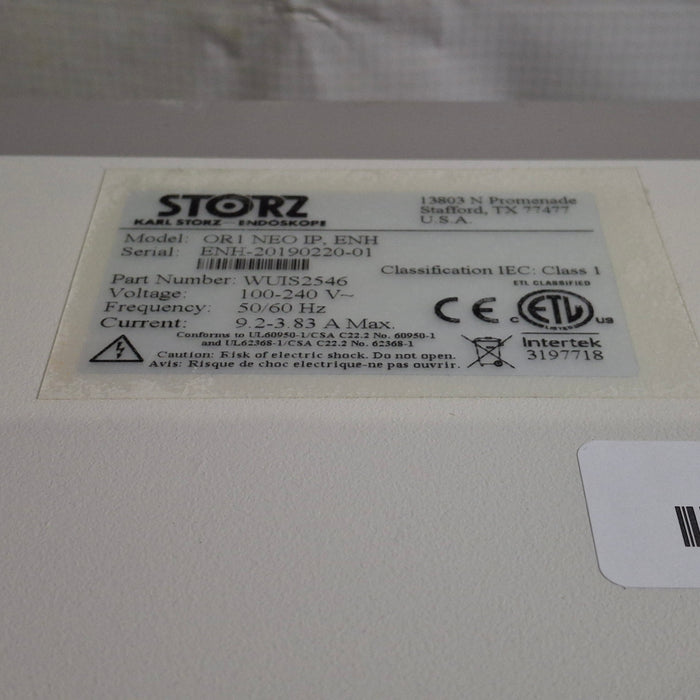 STORZ
KARL STORZ — ENDOSKOPE
13803 N Promenade
Stafford, TX 77477
U.S.A.
Model: OR1 NEO IP, ENH
Serial: ENH-20190220-01
Classification IEC: Class 1
Part Number: WUIS2546
Voltage: 100-240 V~
Frequency: 50/60 Hz
Current: 9.2-3.83 A Max.
ETL CLASSIFIED
CE
c ETL us
LISTED
Intertek
3197718
Conforms to UL60950-1/CSA C22.2 No. 60950-1
and UL62368-1/CSA C22.2 No. 62368-1
Caution: Risk of electric shock. Do not open.
Avis: Risque de choc electrique-ne pas ouvrir.